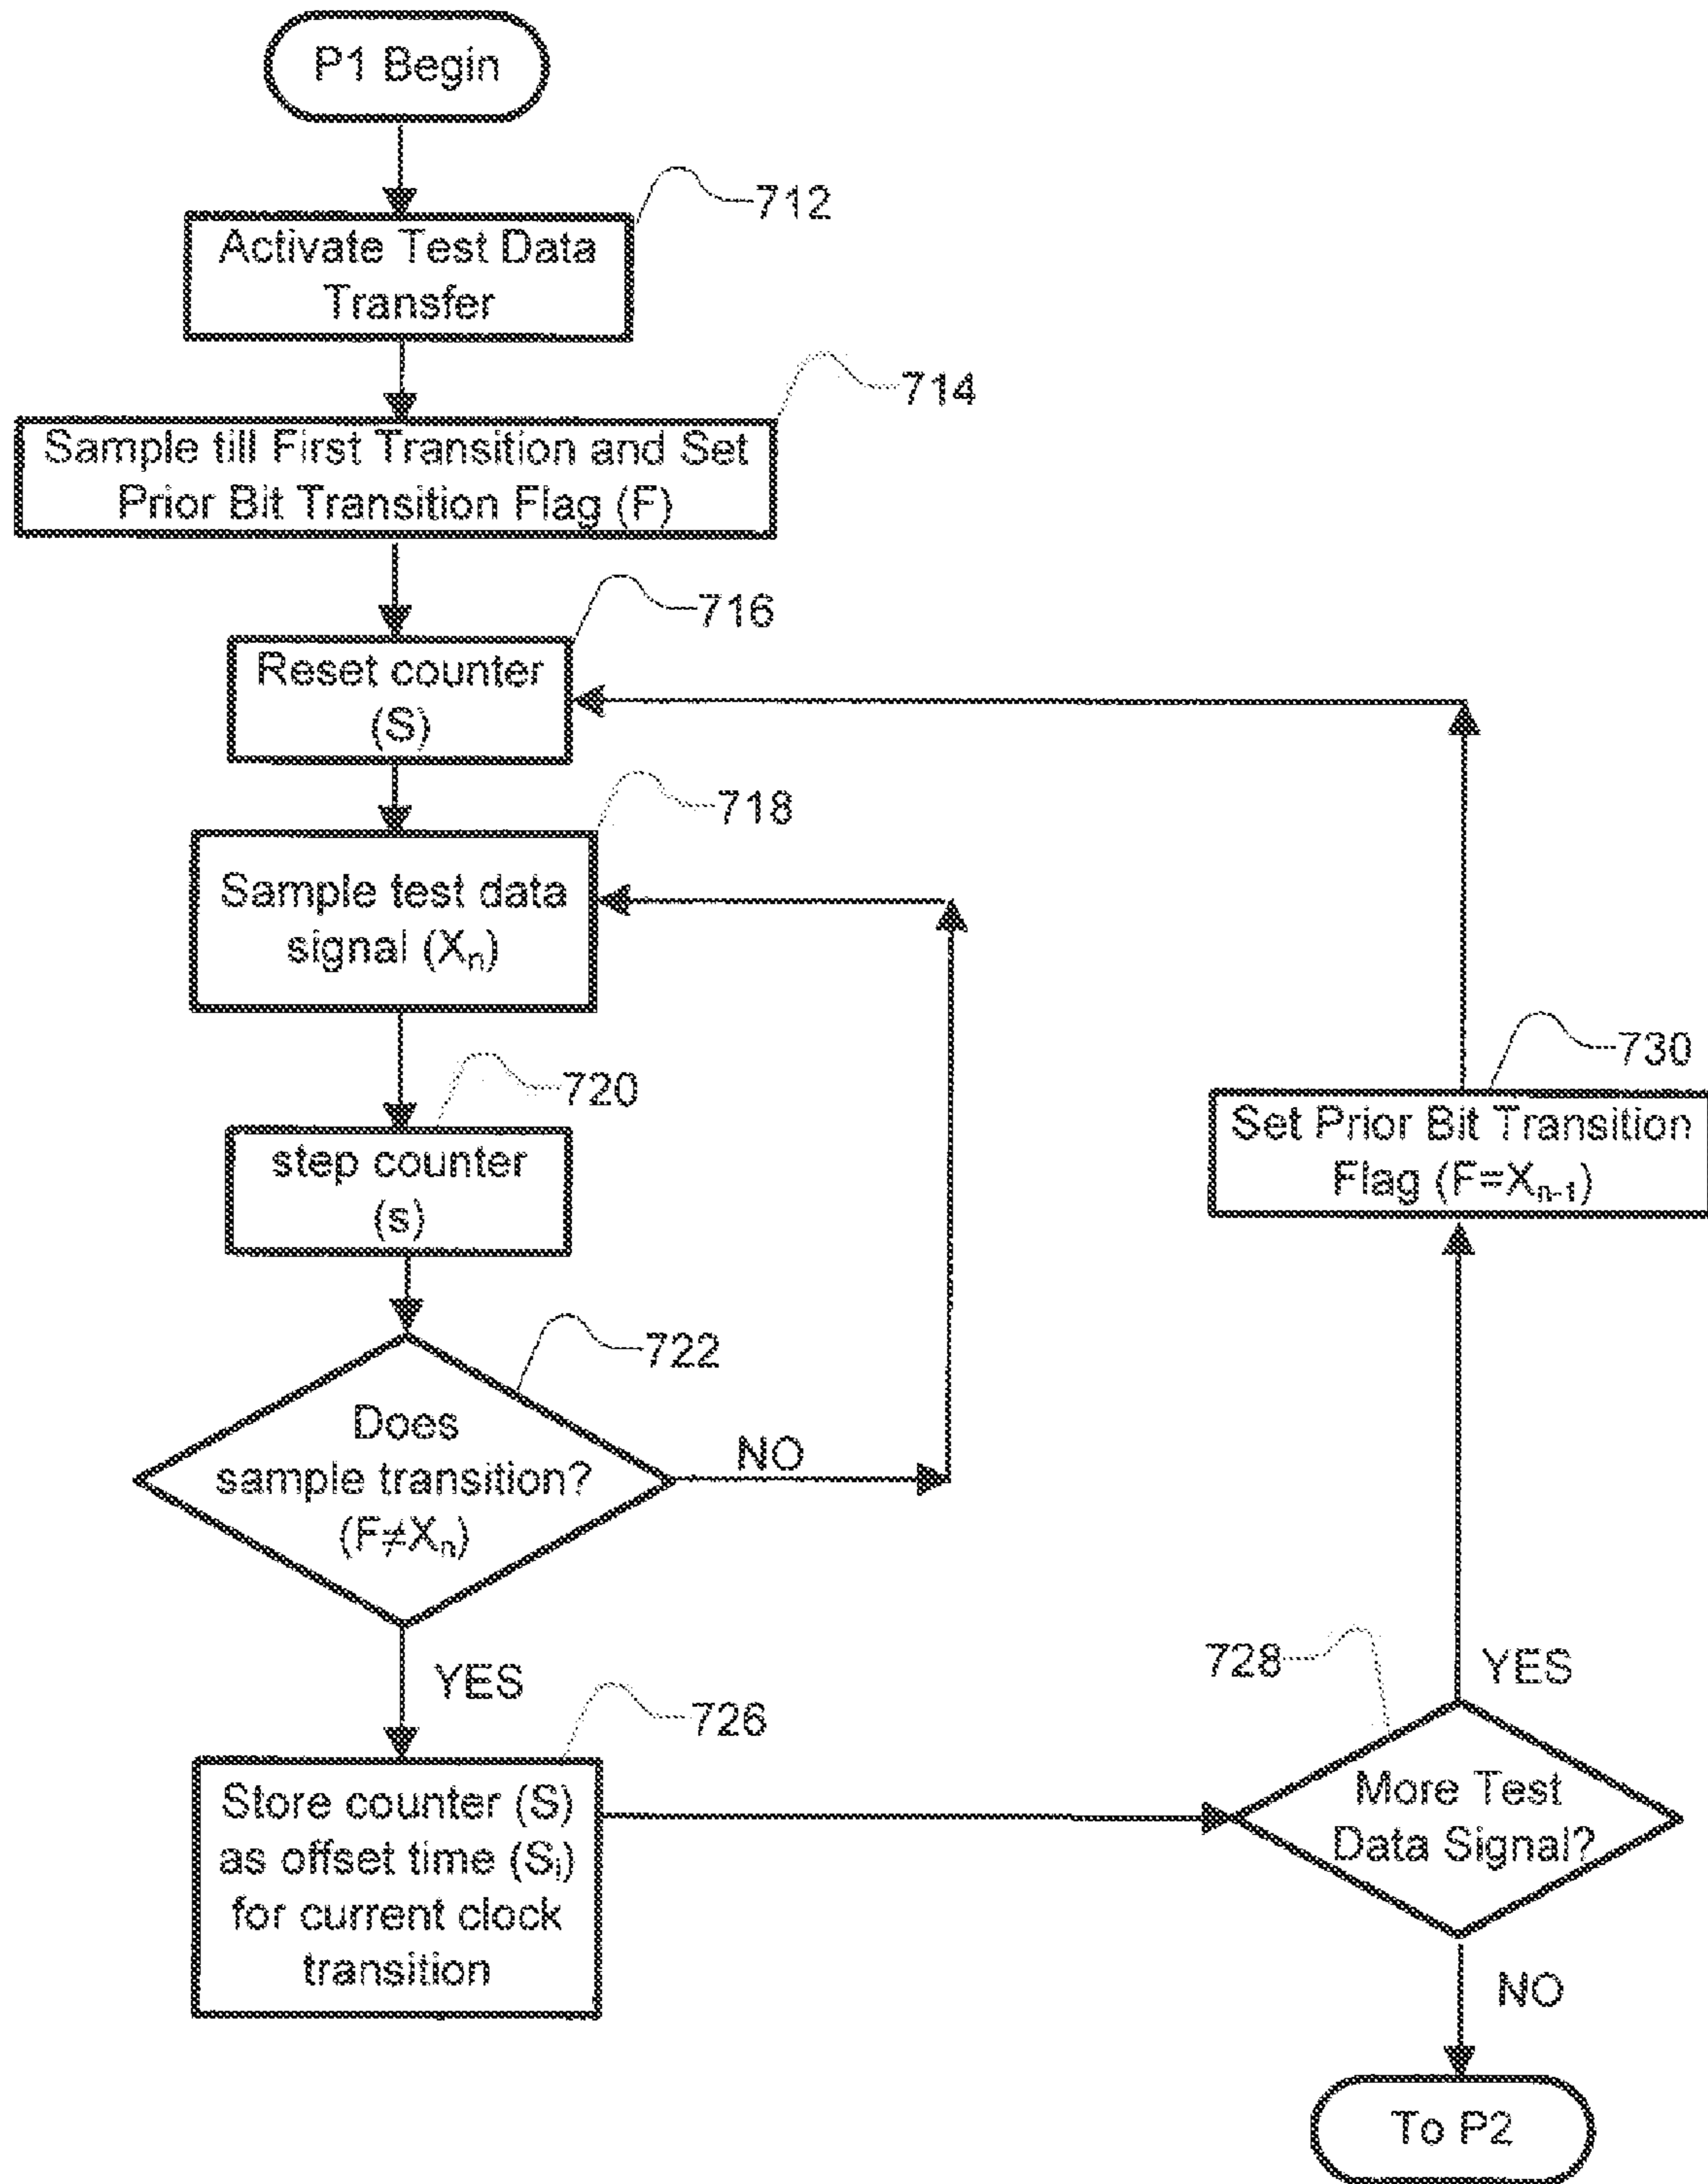 P1 Begin
712
Activate Test Data
Transfer
714
Sample till First Transition and Set
Prior Bit Transition Flag (F)
716
Reset counter
(S)
718
Sample test data
signal (Xₙ)
720
step counter
(s)
730
Set Prior Bit Transition
Flag (F=Xₙ₋₁)
722
Does
sample transition?
(F≠Xₙ)
NO
YES
726
Store counter (S)
as offset time (Sᵢ)
for current clock
transition
728
YES
More Test
Data Signal?
NO
To P2